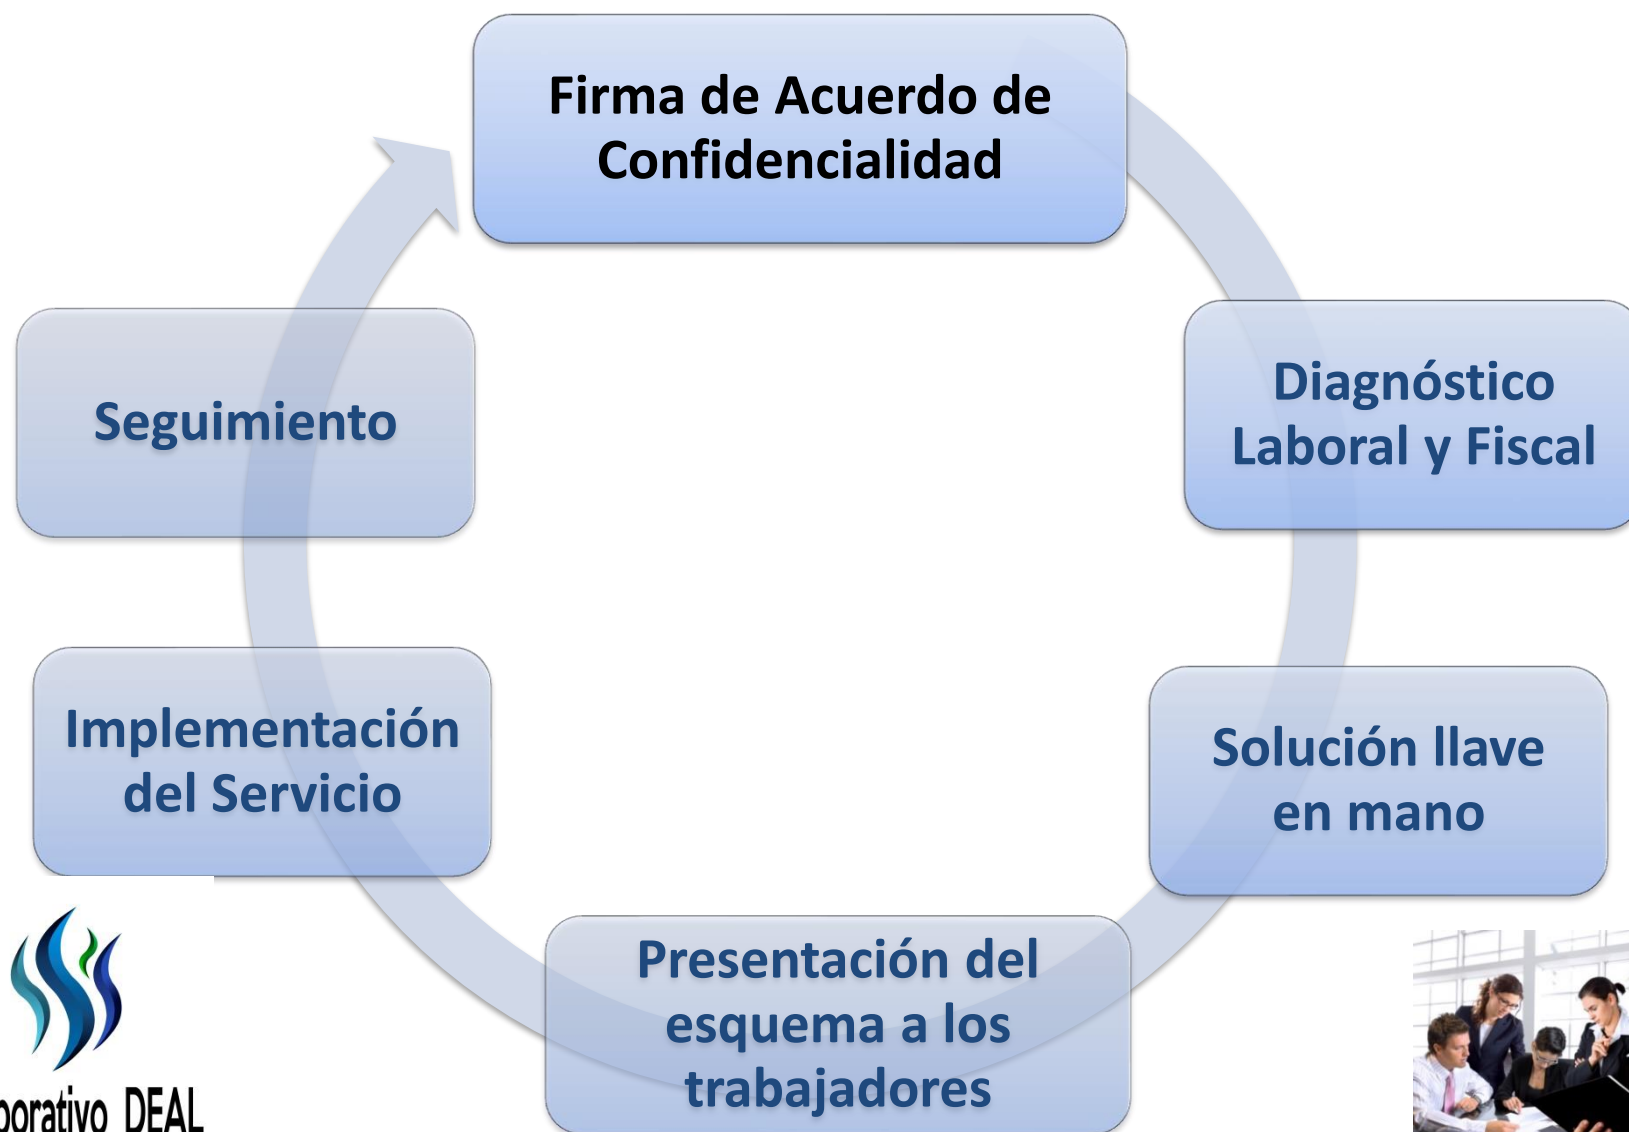 Firma de Acuerdo de
Confidencialidad
Diagnóstico
Laboral y Fiscal
Solución llave
en mano
Presentación del
esquema a los
trabajadores
Implementación
del Servicio
Seguimiento
porativo DEAL